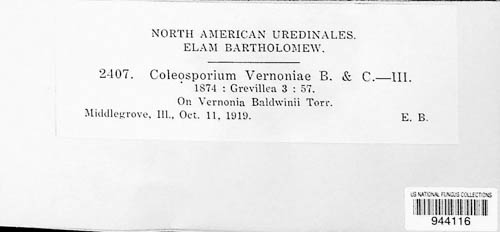 NORTH AMERICAN UREDINALES.
ELAM BARTHOLOMEW.
2407. Coleosporium Vernoniae B. & C.—III.
1874 : Grevillea 3 : 57.
On Vernonia Baldwinii Torr.
Middlegrove, Ill., Oct. 11, 1919. E. B.
US NATIONAL FUNGUS COLLECTIONS
944116